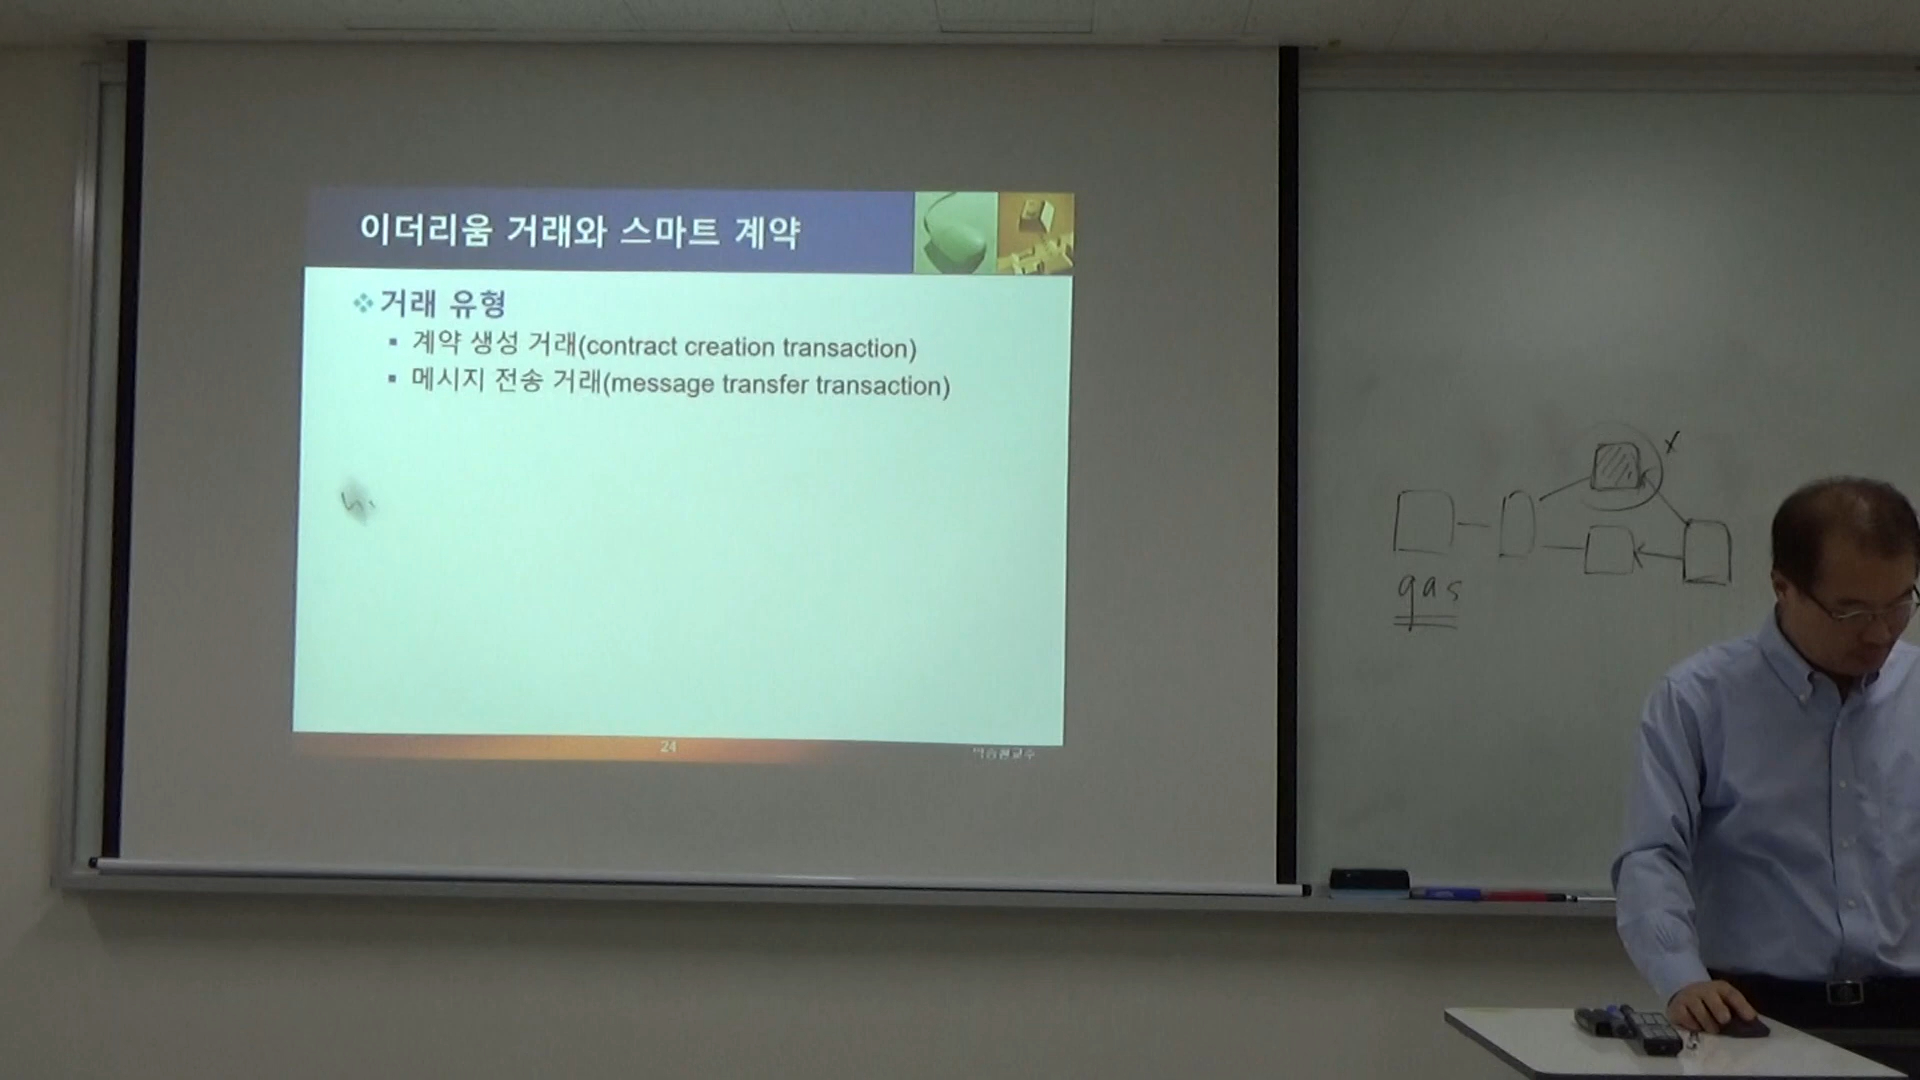 이더리움 거래와 스마트 계약
거래 유형
계약 생성 거래(contract creation transaction)
메시지 전송 거래(message transfer transaction)
24
x
gas